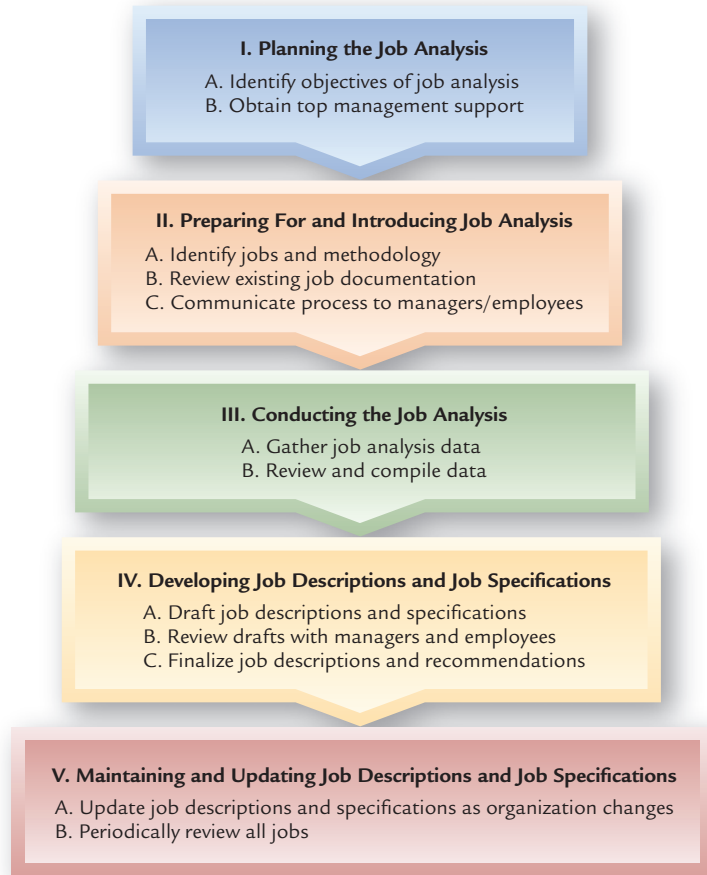 I. Planning the Job Analysis
A. Identify objectives of job analysis
B. Obtain top management support
II. Preparing For and Introducing Job Analysis
A. Identify jobs and methodology
B. Review existing job documentation
C. Communicate process to managers/employees
III. Conducting the Job Analysis
A. Gather job analysis data
B. Review and compile data
IV. Developing Job Descriptions and Job Specifications
A. Draft job descriptions and specifications
B. Review drafts with managers and employees
C. Finalize job descriptions and recommendations
V. Maintaining and Updating Job Descriptions and Job Specifications
A. Update job descriptions and specifications as organization changes
B. Periodically review all jobs